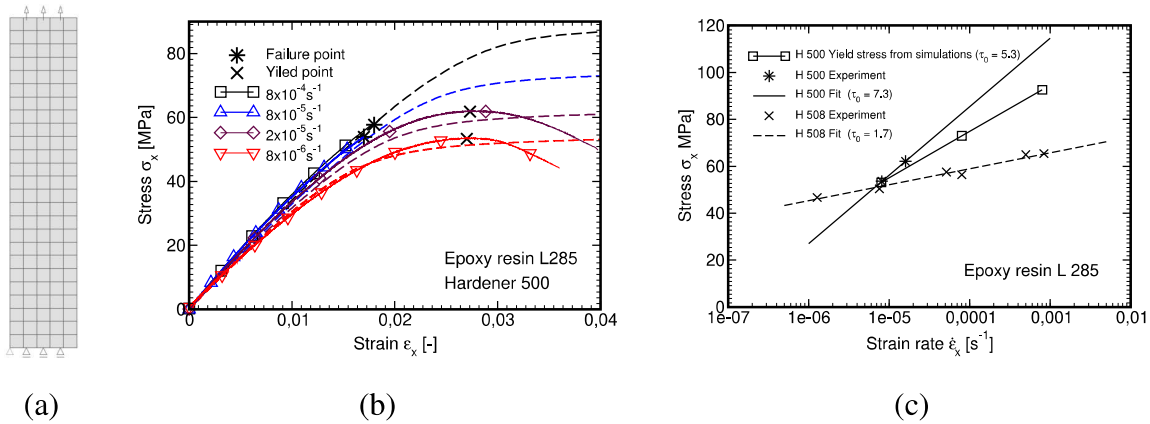 Stress σx [MPa]
80
60
40
20
0
Failure point
Yiled point
8x10-4s-1
8x10-5s-1
2x10-5s-1
8x10-6s-1
Epoxy resin L285
Hardener 500
0
0,01
0,02
0,03
0,04
Strain εx [-]
Stress σx MPa
120
100
80
60
40
20
0
H 500 Yield stress from simulations (τ0 = 5.3)
H 500 Experiment
H 500 Fit (τ0 = 7.3)
H 508 Experiment
H 508 Fit (τ0 = 1.7)
Epoxy resin L 285
1e-07
1e-06
1e-05
0,0001
0,001
0,01
Strain rate ε̇x [s-1]
(a)
(b)
(c)